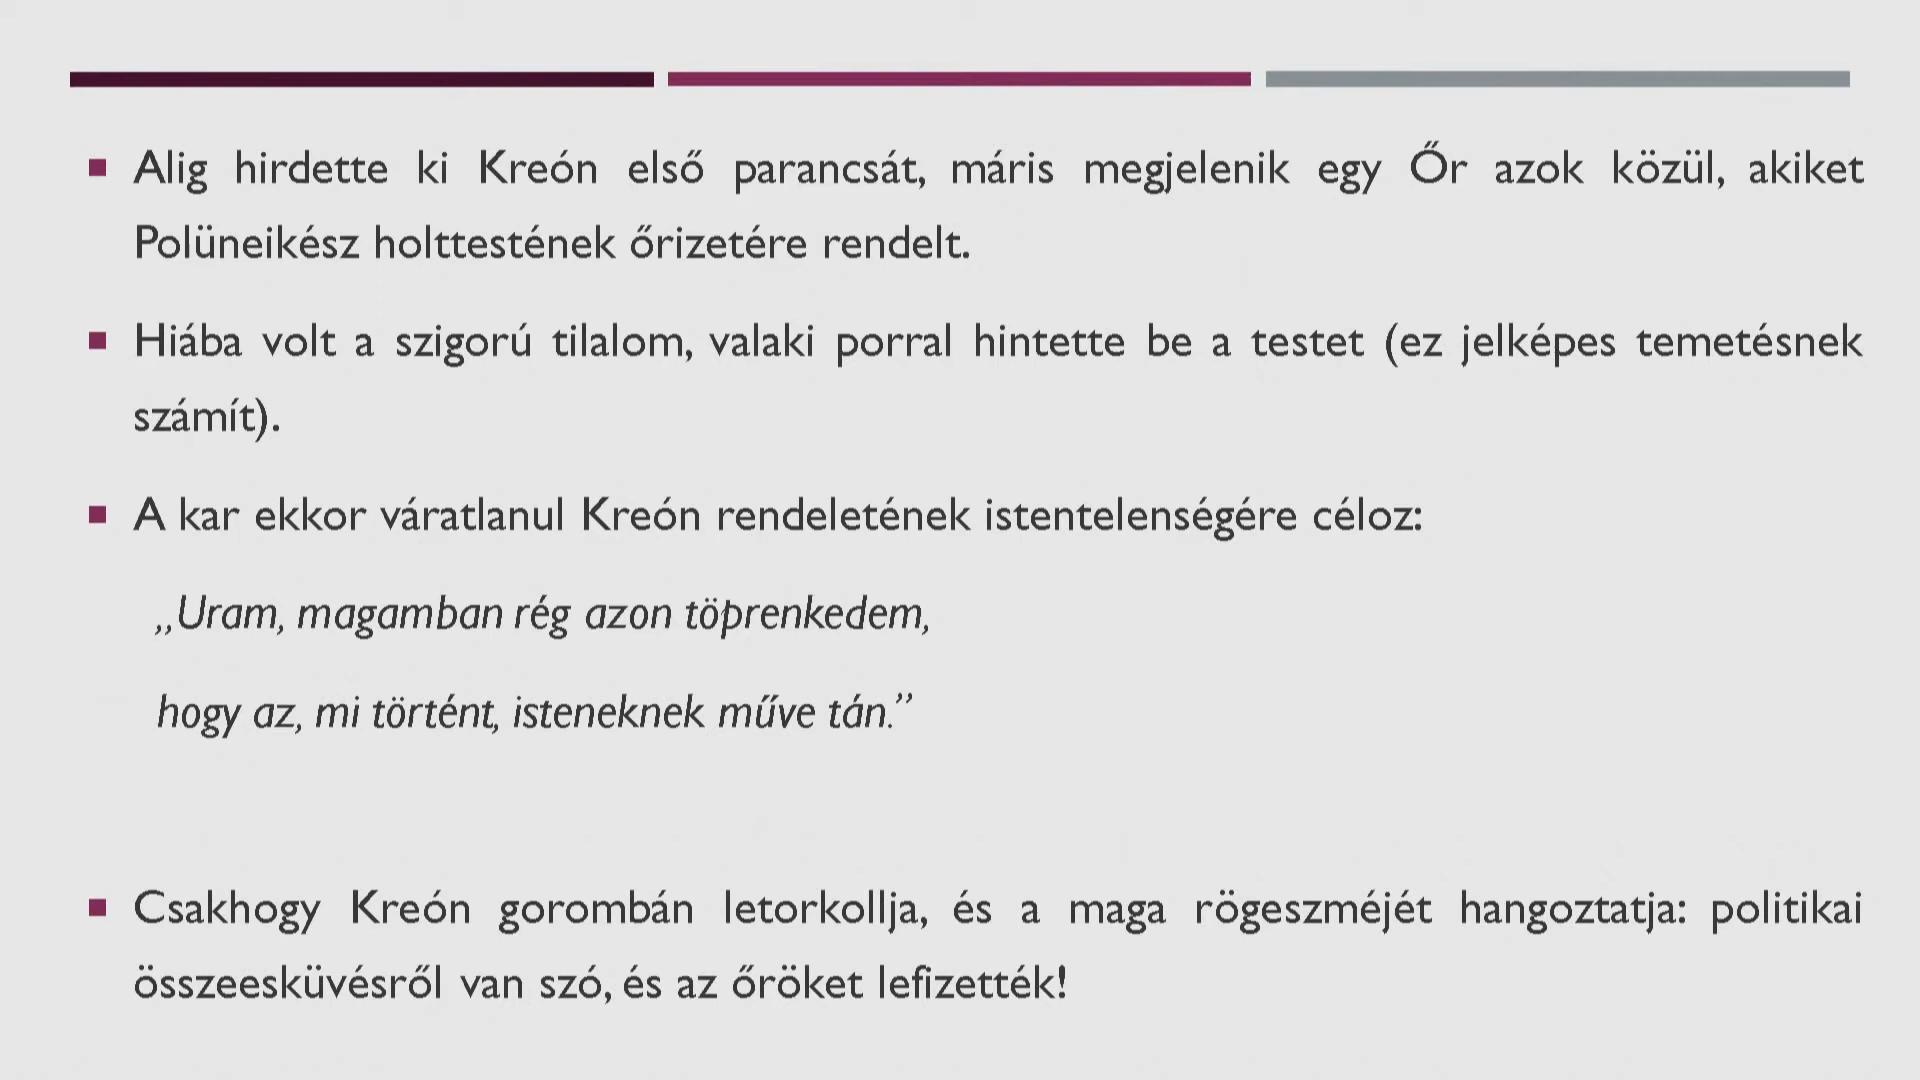 Alig hirdette ki Kreón első parancsát, máris megjelenik egy Őr azok közül, akiket
Polüneikész holttestének őrizetére rendelt.
Hiába volt a szigorú tilalom, valaki porral hintette be a testet (ez jelképes temetésnek
számít).
A kar ekkor váratlanul Kreón rendeletének istentelenségére céloz:
„Uram, magamban rég azon töprenkedem,
hogy az, mi történt, isteneknek műve tán.”
Csakhogy Kreón gorombán letorkollja, és a maga rögeszméjét hangoztatja: politikai
összeesküvésről van szó, és az őröket lefizették!